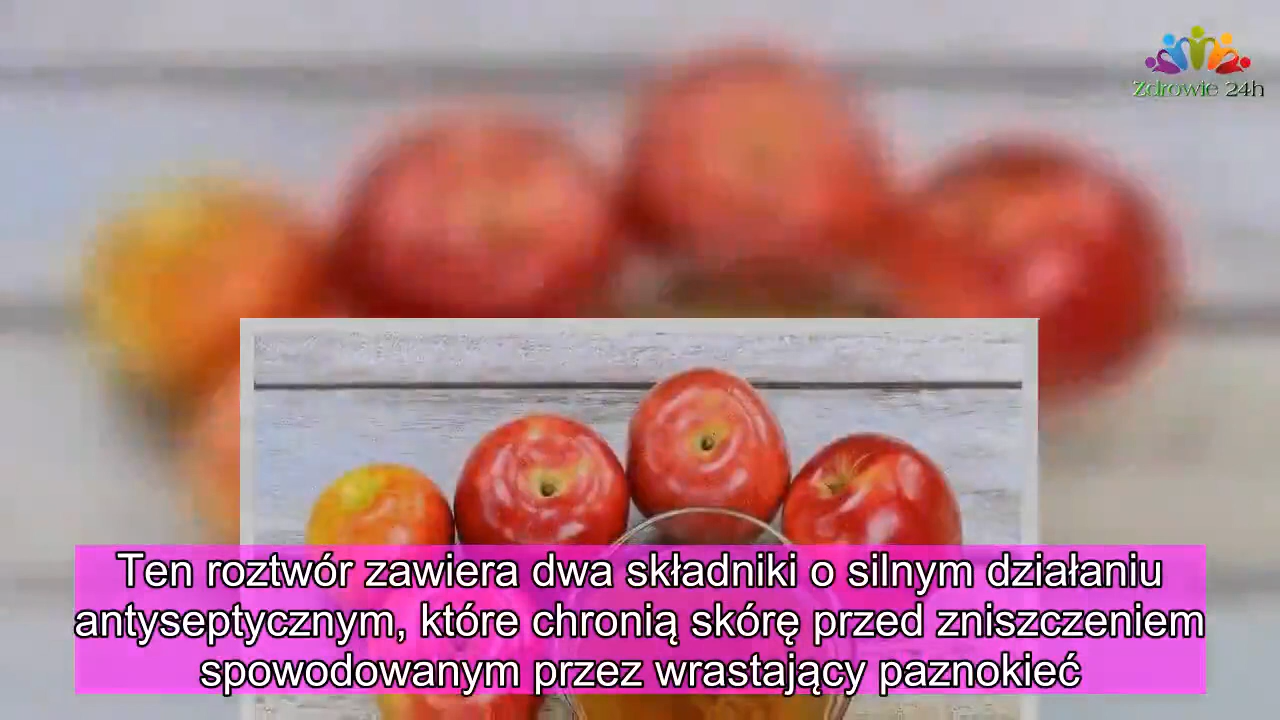 Zdrowie 24h
Ten roztwór zawiera dwa składniki o silnym działaniu
antyseptycznym, które chronią skórę przed zniszczeniem
spowodowanym przez wrastający paznokieć